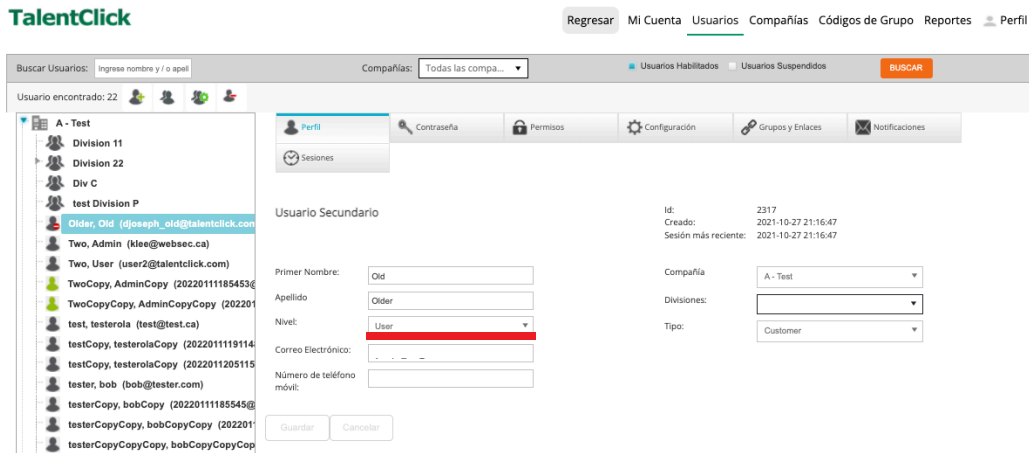 TalentClick
Regresar Mi Cuenta Usuarios Compañías Códigos de Grupo Reportes Perfil
Buscar Usuarios: Ingrese nombre y / o apel Compañías: Todas las compa... Usuarios Habilitados Usuarios Suspendidos BUSCAR
Usuario encontrado: 22
A - Test
Division 11
Division 22
Div C
test Division P
Older, Old (djoseph_old@talentclick.com
Two, Admin (klee@websec.ca)
Two, User (user2@talentclick.com)
TwoCopy, AdminCopy (20220111185453@
TwoCopyCopy, AdminCopyCopy (202201
test, testerola (test@test.ca)
testCopy, testerolaCopy (2022011119114
testCopy, testerolaCopy (2022011205115
tester, bob (bob@tester.com)
testerCopy, bobCopy (20220111185545@
testerCopyCopy, bobCopyCopy (202201
testerCopyCopyCopy, bobCopyCopyCop
Perfil Contraseña Permisos Configuración Grupos y Enlaces Notificaciones
Sesiones
Usuario Secundario
Id: 2317
Creado: 2021-10-27 21:16:47
Sesión más reciente: 2021-10-27 21:16:47
Primer Nombre: Old
Apellido Older
Nivel: User
Correo Electrónico:
Número de teléfono
móvil:
Compañía A - Test
Divisiones:
Tipo: Customer
Guardar Cancelar